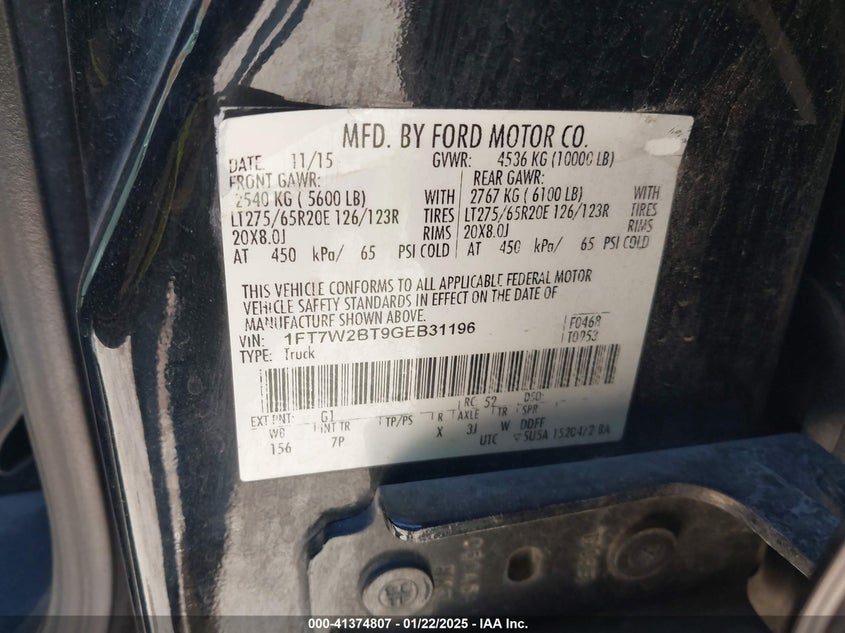 MFD. BY FORD MOTOR CO.
DATE: 11/15 GVWR: 4536 KG (10000 LB)
FRONT GAWR: REAR GAWR:
2540 KG ( 5600 LB) WITH 2767 KG ( 6100 LB) WITH
LT275/65R20E 126/123R TIRES LT275/65R20E 126/123R TIRES
20X8.0J RIMS 20X8.0J RIMS
AT 450 kPa/ 65 PSI COLD AT 450 kPa/ 65 PSI COLD
THIS VEHICLE CONFORMS TO ALL APPLICABLE FEDERAL MOTOR
VEHICLE SAFETY STANDARDS IN EFFECT ON THE DATE OF
MANUFACTURE SHOWN ABOVE.
VIN: 1FT7W2BT9GEB31196 F0468
TYPE: Truck T0953
EXT PNT: G1 RC: 52 DSO:
WB INT TR TP/PS R AXLE TR SPR
156 7P X 3J W DDFF
UTC
000-41374807 - 01/22/2025 - IAA Inc.